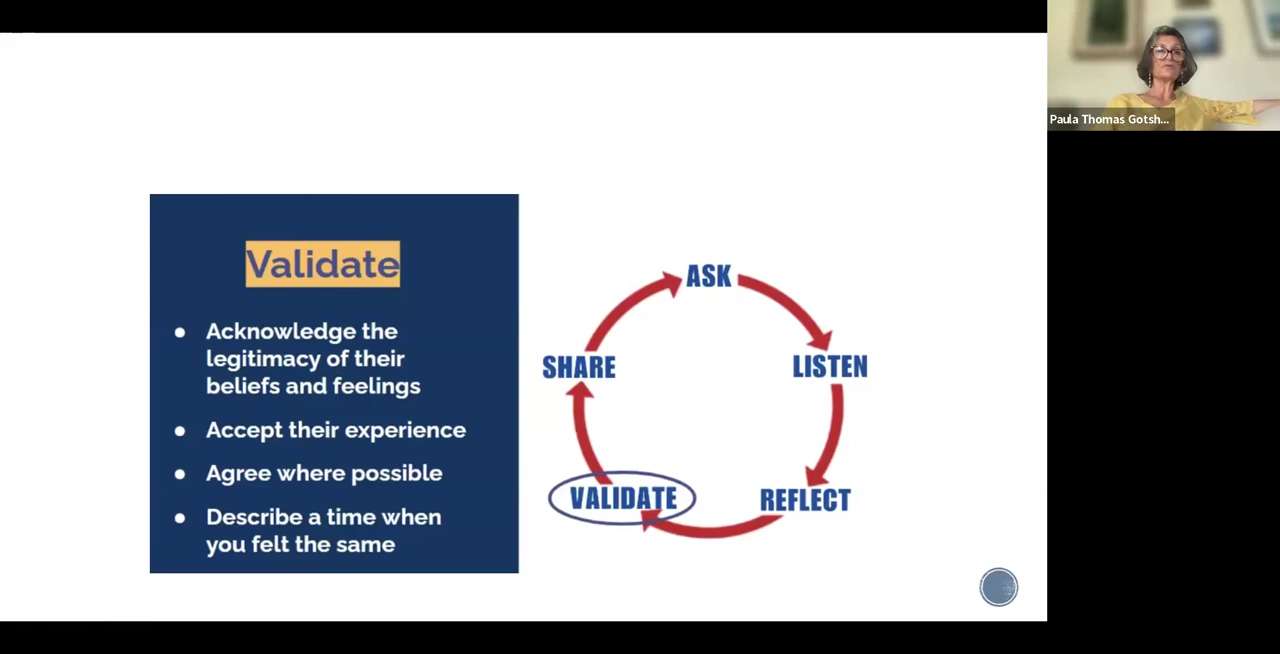 Paula Thomas Gotsh...
Validate
● Acknowledge the
legitimacy of their
beliefs and feelings
● Accept their experience
● Agree where possible
● Describe a time when
you felt the same
ASK
LISTEN
REFLECT
VALIDATE
SHARE